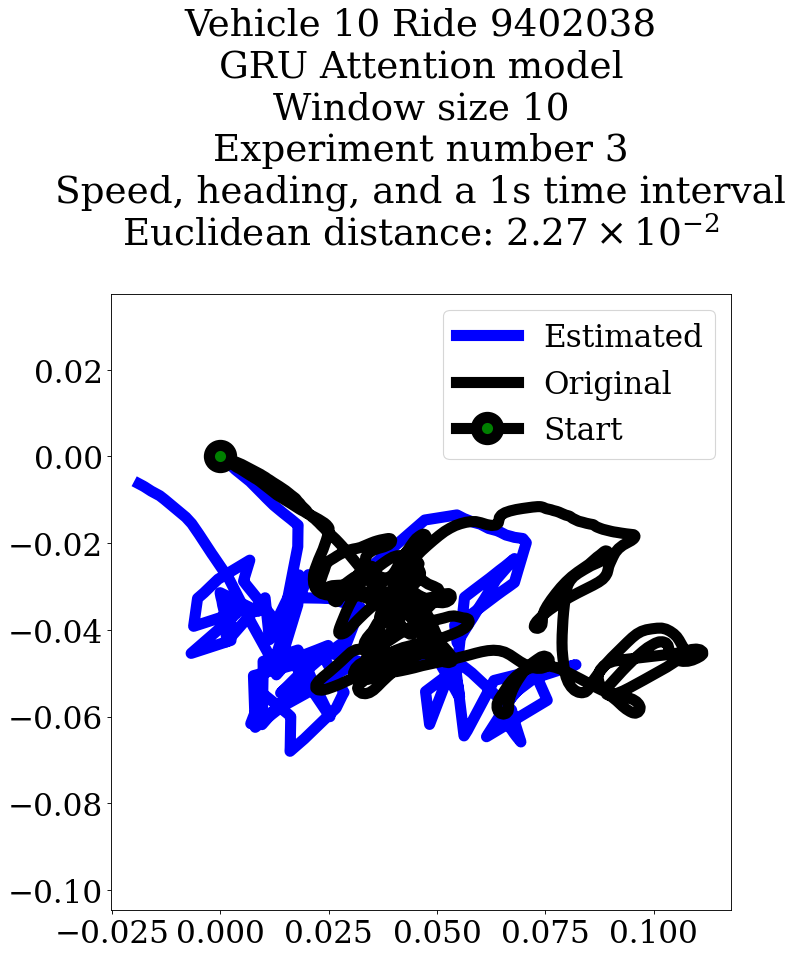 Vehicle 10 Ride 9402038
GRU Attention model
Window size 10
Experiment number 3
Speed, heading, and a 1s time interval
Euclidean distance: 2.27 × 10⁻²
Estimated
Original
Start
0.02
0.00
−0.02
−0.04
−0.06
−0.08
−0.10
−0.025 0.000 0.025 0.050 0.075 0.100